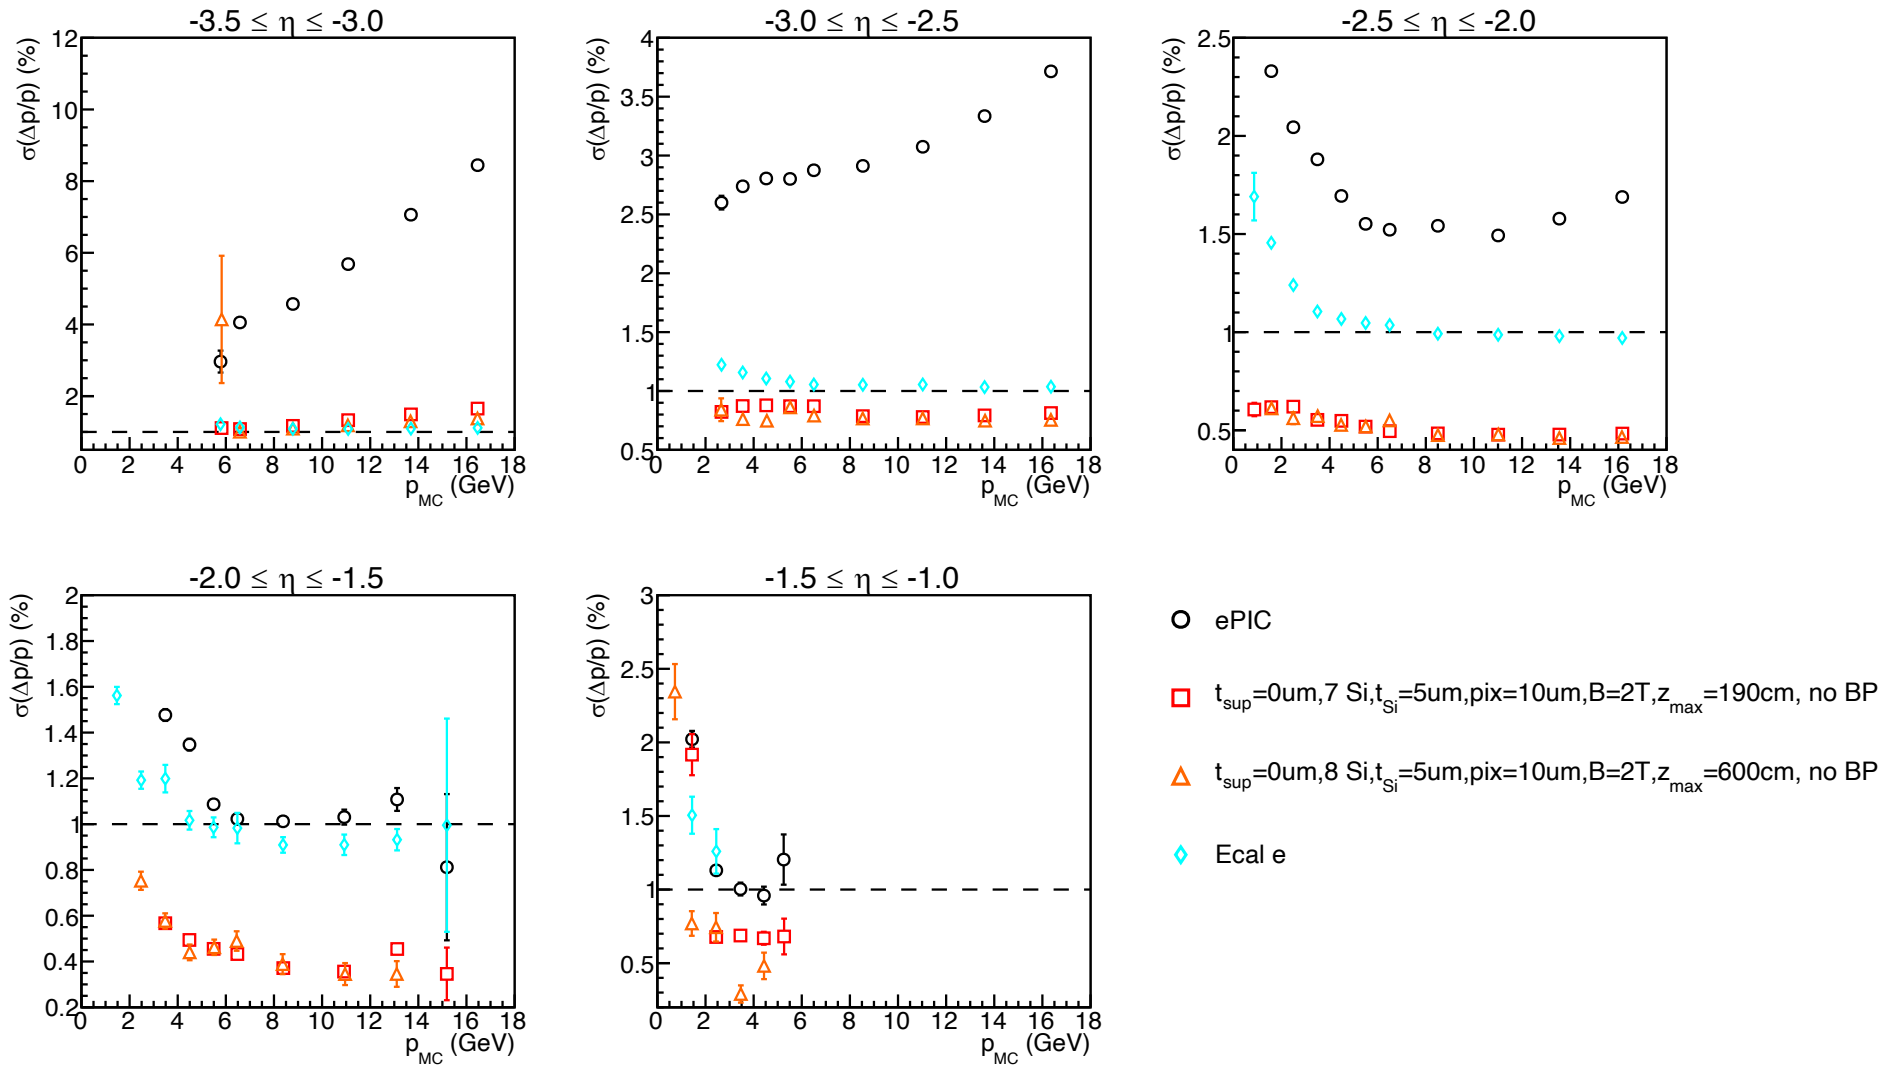 -3.5 ≤ η ≤ -3.0
σ(Δp/p) (%)
12
10
8
6
4
2
0 2 4 6 8 10 12 14 16 18
p_MC (GeV)
-3.0 ≤ η ≤ -2.5
σ(Δp/p) (%)
4
3.5
3
2.5
2
1.5
1
0.5
0 2 4 6 8 10 12 14 16 18
p_MC (GeV)
-2.5 ≤ η ≤ -2.0
σ(Δp/p) (%)
2.5
2
1.5
1
0.5
0 2 4 6 8 10 12 14 16 18
p_MC (GeV)
-2.0 ≤ η ≤ -1.5
σ(Δp/p) (%)
2
1.8
1.6
1.4
1.2
1
0.8
0.6
0.4
0.2
0 2 4 6 8 10 12 14 16 18
p_MC (GeV)
-1.5 ≤ η ≤ -1.0
σ(Δp/p) (%)
3
2.5
2
1.5
1
0.5
0 2 4 6 8 10 12 14 16 18
p_MC (GeV)
ePIC
t_sup=0um,7 Si,t_Si=5um,pix=10um,B=2T,z_max=190cm, no BP
t_sup=0um,8 Si,t_Si=5um,pix=10um,B=2T,z_max=600cm, no BP
Ecal e